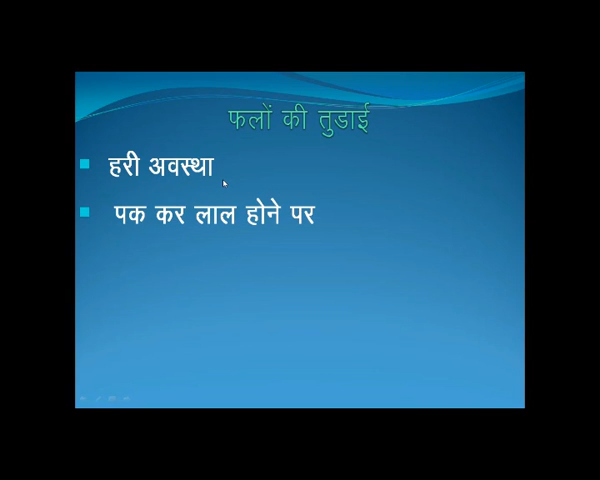 फलों की तुडाई
हरी अवस्था
पक कर लाल होने पर